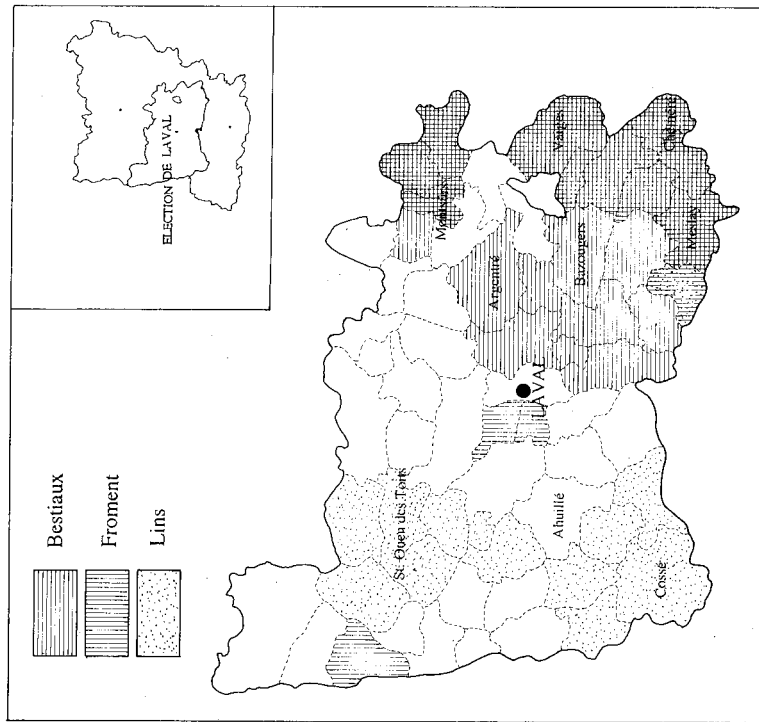 Bestiaux
Froment
Lins
ELECTION DE LAVAL
St. Ouen des Toits
Ahuillé
Cossé
LAVAL
Argentré
Bazougers
Vaiges
Meslay